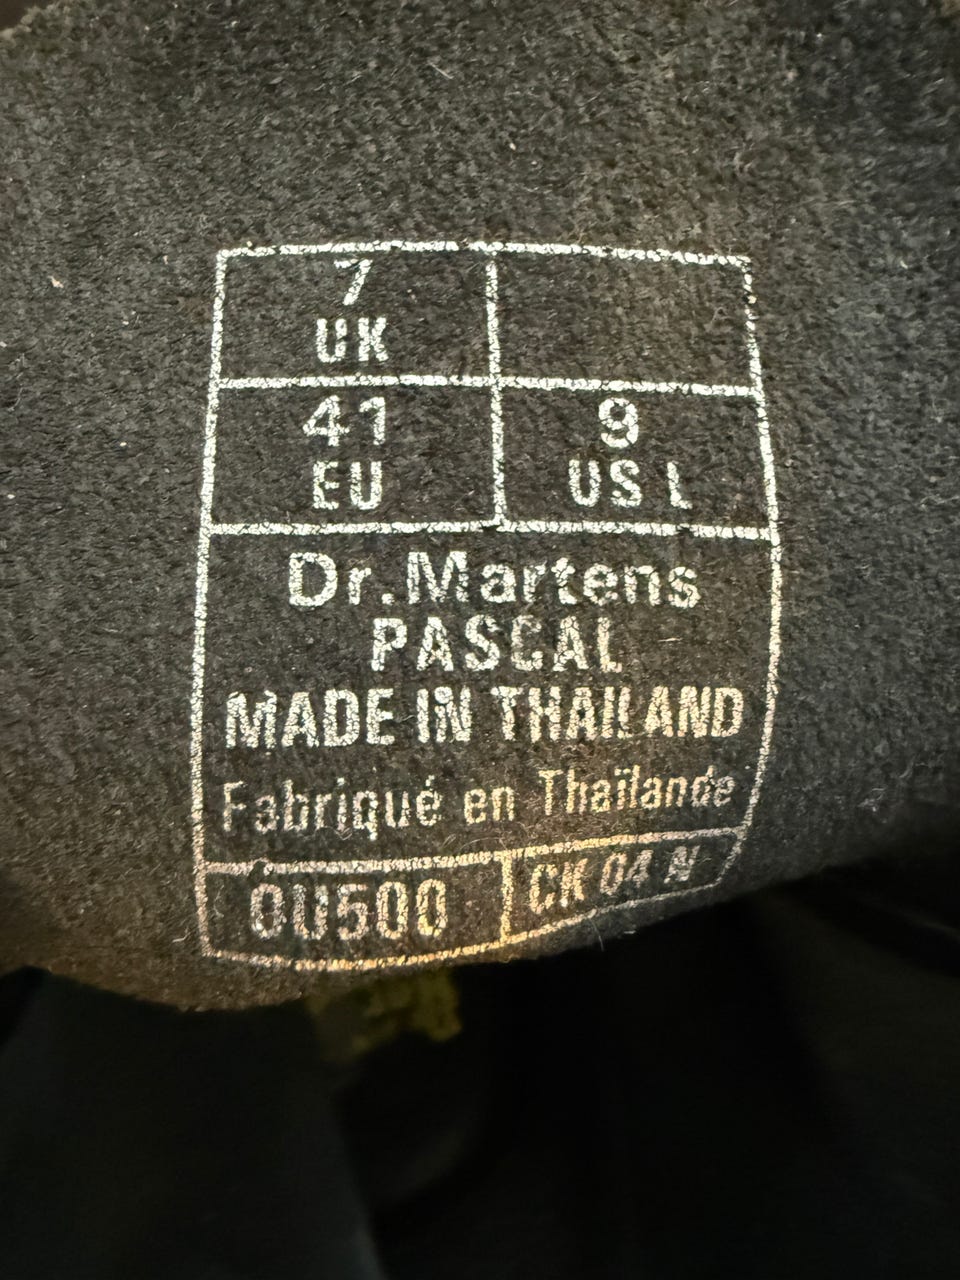 7
UK
41 9
EU US L
Dr.Martens
PASCAL
MADE IN THAILAND
Fabriqué en Thaïlande
0U500 CK 04 N